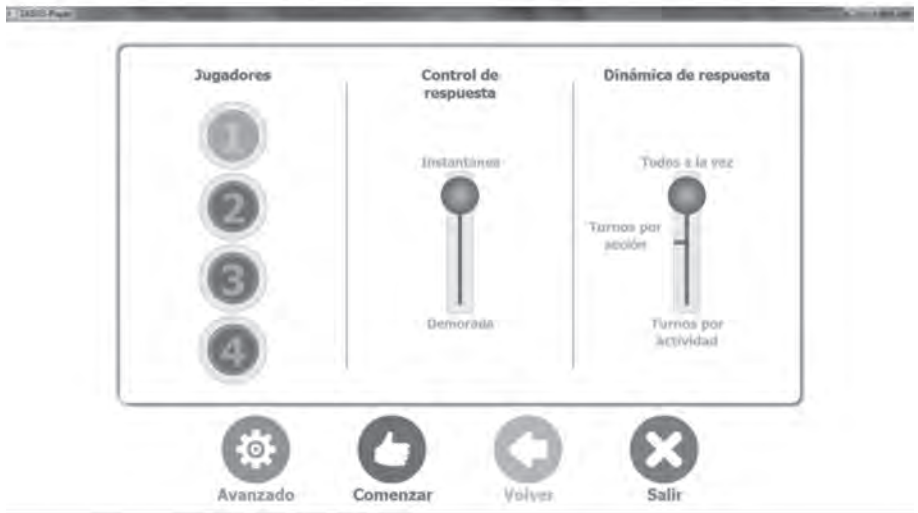 Jugadores
1
2
3
4
Control de
respuesta
Instantanea
Demorada
Dinámica de respuesta
Todos a la vez
Turnos por
acción
Turnos por
actividad
Avanzado
Comenzar
Volver
Salir